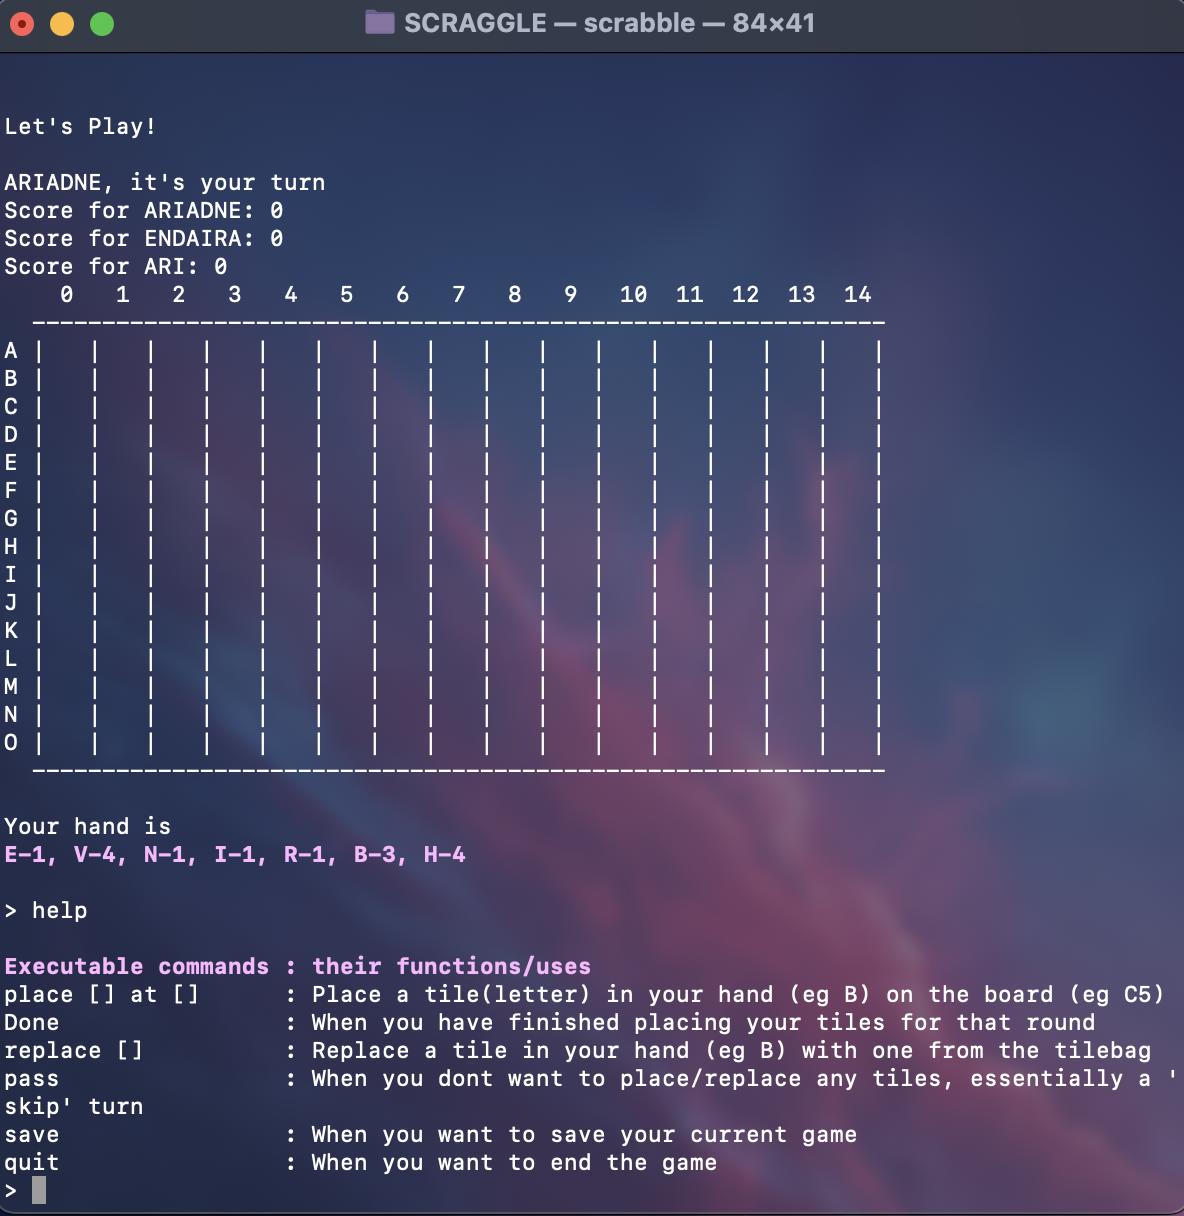 SCRAGGLE — scrabble — 84×41
Let's Play!
ARIADNE, it's your turn
Score for ARIADNE: 0
Score for ENDAIRA: 0
Score for ARI: 0
0 1 2 3 4 5 6 7 8 9 10 11 12 13 14
A | | | | | | | | | | | | | | | |
B | | | | | | | | | | | | | | | |
C | | | | | | | | | | | | | | | |
D | | | | | | | | | | | | | | | |
E | | | | | | | | | | | | | | | |
F | | | | | | | | | | | | | | | |
G | | | | | | | | | | | | | | | |
H | | | | | | | | | | | | | | | |
I | | | | | | | | | | | | | | | |
J | | | | | | | | | | | | | | | |
K | | | | | | | | | | | | | | | |
L | | | | | | | | | | | | | | | |
M | | | | | | | | | | | | | | | |
N | | | | | | | | | | | | | | | |
O | | | | | | | | | | | | | | | |
Your hand is
E-1, V-4, N-1, I-1, R-1, B-3, H-4
> help
Executable commands : their functions/uses
place [] at [] : Place a tile(letter) in your hand (eg B) on the board (eg C5)
Done : When you have finished placing your tiles for that round
replace [] : Replace a tile in your hand (eg B) with one from the tilebag
pass : When you dont want to place/replace any tiles, essentially a '
skip' turn
save : When you want to save your current game
quit : When you want to end the game
>